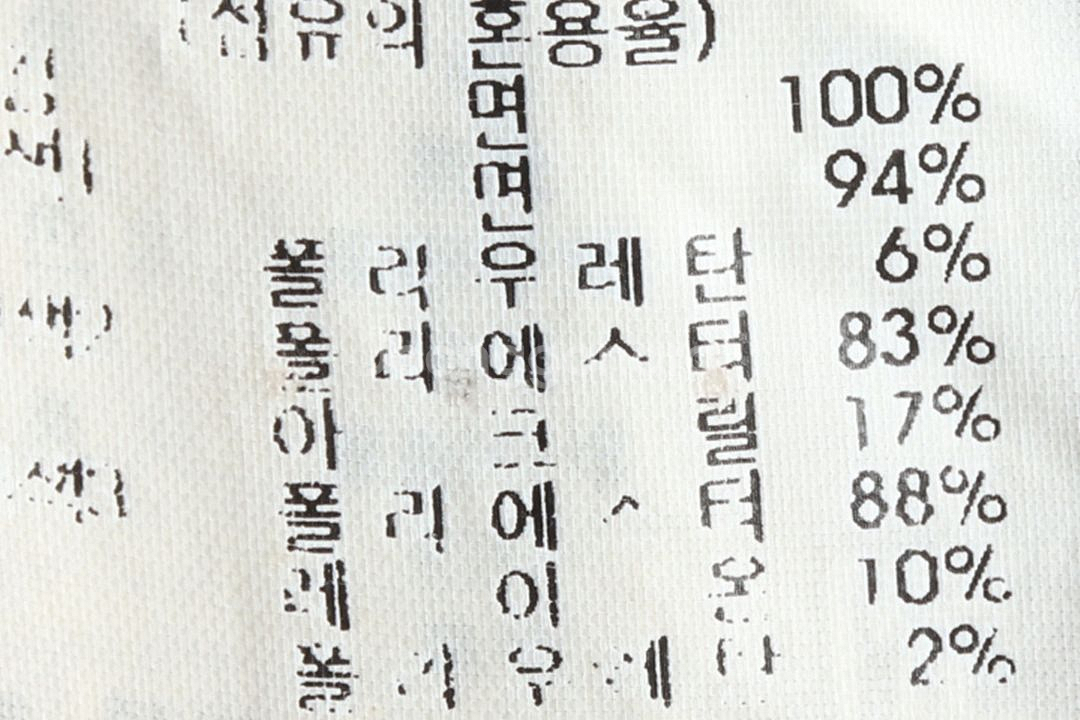 (섬유의 혼용율)
면 100%
면 94%
폴리우레탄 6%
폴리에스터 83%
아크릴 17%
폴리에스터 88%
레이온 10%
폴리우레탄 2%